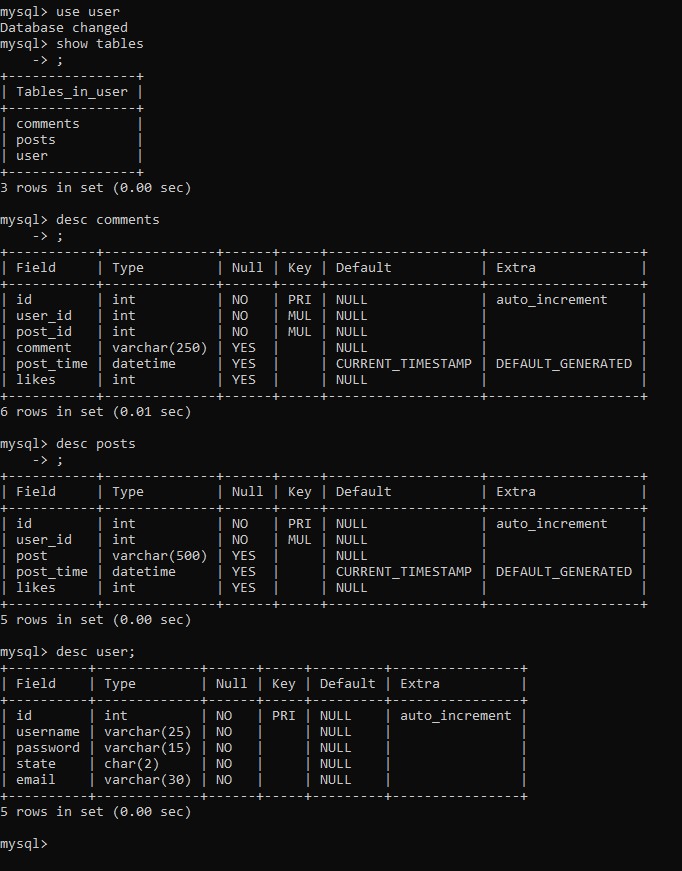 mysql> use user
Database changed
mysql> show tables
    -> ;
+----------------+
| Tables_in_user |
+----------------+
| comments       |
| posts          |
| user           |
+----------------+
3 rows in set (0.00 sec)

mysql> desc comments
    -> ;
+-----------+--------------+------+-----+-------------------+-------------------+
| Field     | Type         | Null | Key | Default           | Extra             |
+-----------+--------------+------+-----+-------------------+-------------------+
| id        | int          | NO   | PRI | NULL              | auto_increment    |
| user_id   | int          | NO   | MUL | NULL              |                   |
| post_id   | int          | NO   | MUL | NULL              |                   |
| comment   | varchar(250) | YES  |     | NULL              |                   |
| post_time | datetime     | YES  |     | CURRENT_TIMESTAMP | DEFAULT_GENERATED |
| likes     | int          | YES  |     | NULL              |                   |
+-----------+--------------+------+-----+-------------------+-------------------+
6 rows in set (0.01 sec)

mysql> desc posts
    -> ;
+-----------+--------------+------+-----+-------------------+-------------------+
| Field     | Type         | Null | Key | Default           | Extra             |
+-----------+--------------+------+-----+-------------------+-------------------+
| id        | int          | NO   | PRI | NULL              | auto_increment    |
| user_id   | int          | NO   | MUL | NULL              |                   |
| post      | varchar(500) | YES  |     | NULL              |                   |
| post_time | datetime     | YES  |     | CURRENT_TIMESTAMP | DEFAULT_GENERATED |
| likes     | int          | YES  |     | NULL              |                   |
+-----------+--------------+------+-----+-------------------+-------------------+
5 rows in set (0.00 sec)

mysql> desc user;
+----------+-------------+------+-----+---------+----------------+
| Field    | Type        | Null | Key | Default | Extra          |
+----------+-------------+------+-----+---------+----------------+
| id       | int         | NO   | PRI | NULL    | auto_increment |
| username | varchar(25) | NO   |     | NULL    |                |
| password | varchar(15) | NO   |     | NULL    |                |
| state    | char(2)     | NO   |     | NULL    |                |
| email    | varchar(30) | NO   |     | NULL    |                |
+----------+-------------+------+-----+---------+----------------+
5 rows in set (0.00 sec)

mysql>